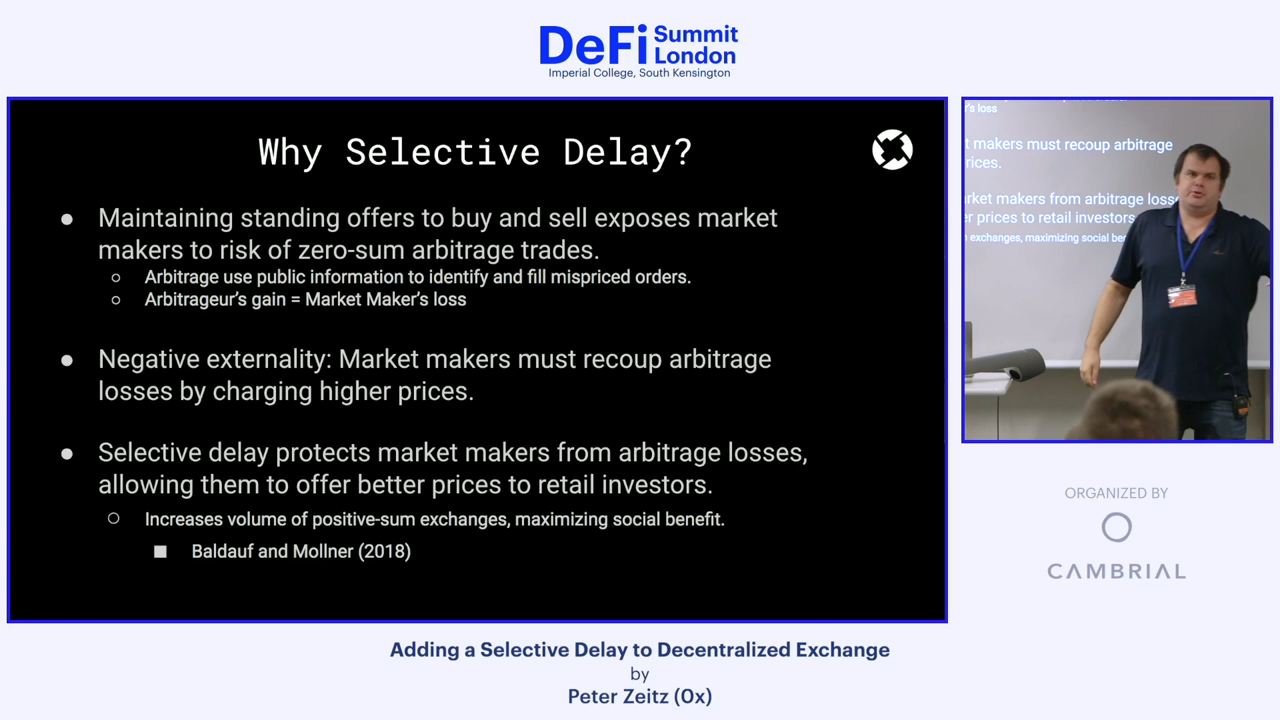 DeFi Summit
London
Imperial College, South Kensington
Why Selective Delay?
Maintaining standing offers to buy and sell exposes market
makers to risk of zero-sum arbitrage trades.
Arbitrage use public information to identify and fill mispriced orders.
Arbitrageur's gain = Market Maker's loss
Negative externality: Market makers must recoup arbitrage
losses by charging higher prices.
Selective delay protects market makers from arbitrage losses,
allowing them to offer better prices to retail investors.
Increases volume of positive-sum exchanges, maximizing social benefit.
Baldauf and Mollner (2018)
's loss
t makers must recoup arbitrage
rices.
rket makers from arbitrage loss
er prices to retail investors
exchanges, maximizing social bene
ORGANIZED BY
CAMBRIAL
Adding a Selective Delay to Decentralized Exchange
by
Peter Zeitz (0x)